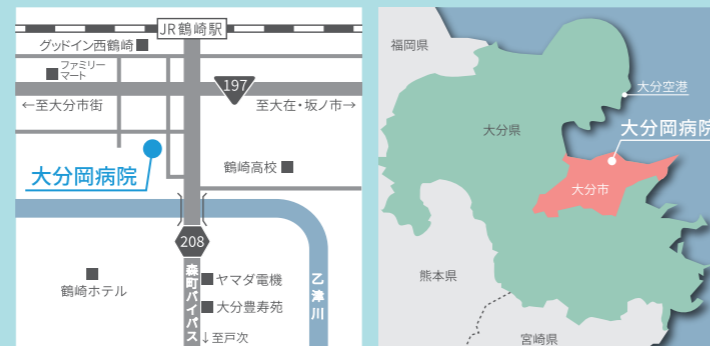 JR鶴崎駅
グッドイン西鶴崎
ファミリー
マート
197
←至大分市街
至大在・坂ノ市→
大分岡病院
鶴崎高校
208
鶴崎ホテル
森町バイパス
ヤマダ電機
大分豊寿苑
↓至戸次
乙津川
福岡県
大分空港
大分県
大分岡病院
大分市
熊本県
宮崎県